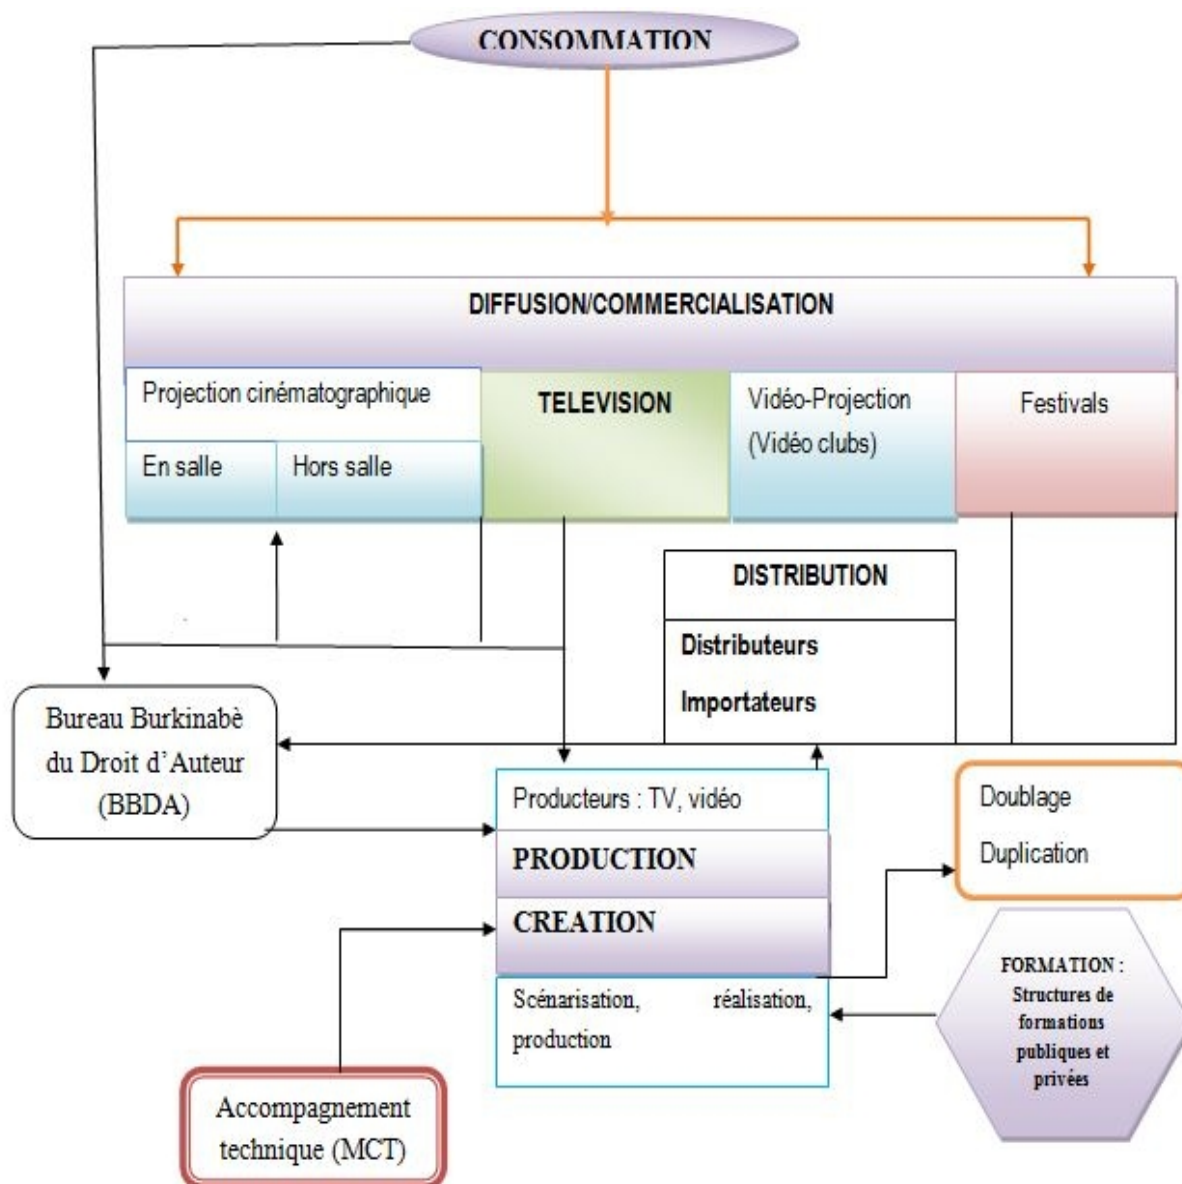 CONSOMMATION
DIFFUSION/COMMERCIALISATION
Projection cinématographique
En salle
Hors salle
TELEVISION
Vidéo-Projection
(Vidéo clubs)
Festivals
DISTRIBUTION
Distributeurs
Importateurs
Bureau Burkinabè
du Droit d’Auteur
(BBDA)
Producteurs : TV, vidéo
PRODUCTION
CREATION
Scénarisation, réalisation,
production
Doublage
Duplication
FORMATION :
Structures de
formations
publiques et
privées
Accompagnement
technique (MCT)